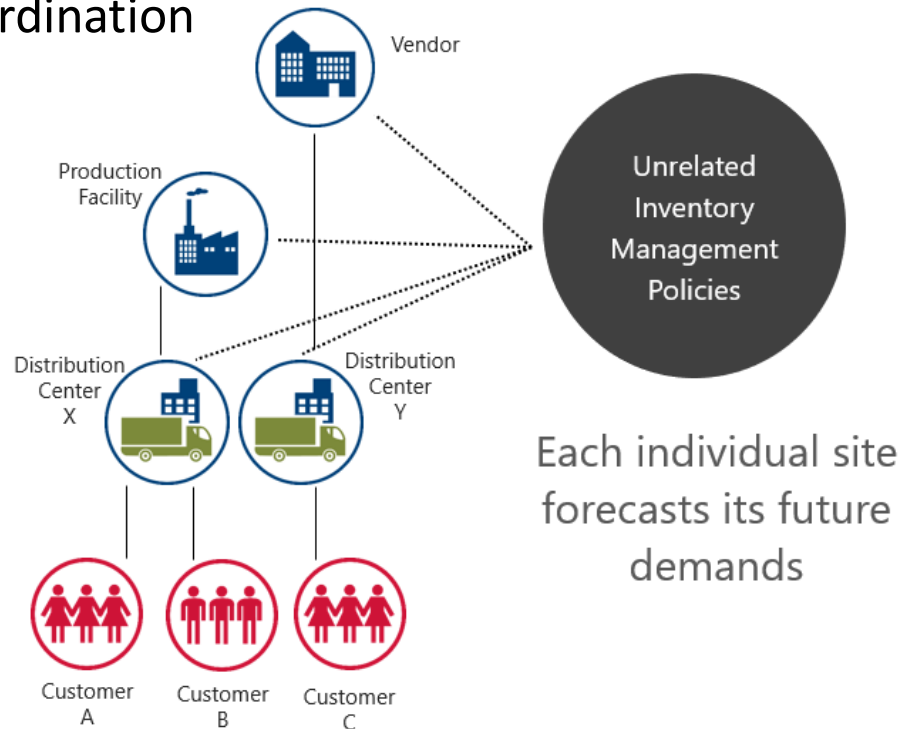 rdination
Vendor
Production
Facility
Unrelated
Inventory
Management
Policies
Distribution
Center
X
Distribution
Center
Y
Each individual site
forecasts its future
demands
Customer
A
Customer
B
Customer
C